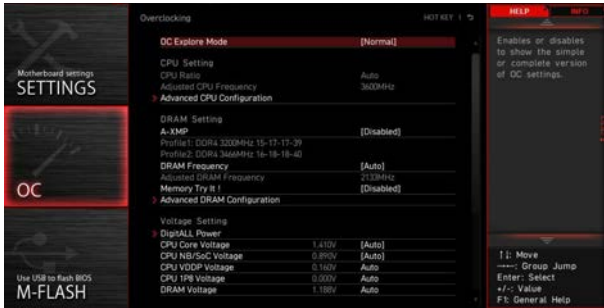 Overclocking
HOT KEY |
HELP
INFO
Motherboard settings
SETTINGS
OC
Use USB to flash BIOS
M-FLASH
OC Explore Mode [Normal]
CPU Setting
CPU Ratio Auto
Adjusted CPU Frequency 3600MHz
Advanced CPU Configuration
DRAM Setting
A-XMP [Disabled]
Profile1: DDR4 3200MHz 15-17-17-39
Profile2: DDR4 3466MHz 16-18-18-40
DRAM Frequency [Auto]
Adjusted DRAM Frequency 2133MHz
Memory Try It ! [Disabled]
Advanced DRAM Configuration
Voltage Setting
DigitALL Power
CPU Core Voltage 1.410V [Auto]
CPU NB/SoC Voltage 0.890V [Auto]
CPU VDDP Voltage 0.160V Auto
CPU 1P8 Voltage 0.000V Auto
DRAM Voltage 1.188V Auto
Enables or disables
to show the simple
or complete version
of OC settings.
↑↓: Move
→←: Group Jump
Enter: Select
+/-: Value
F1: General Help